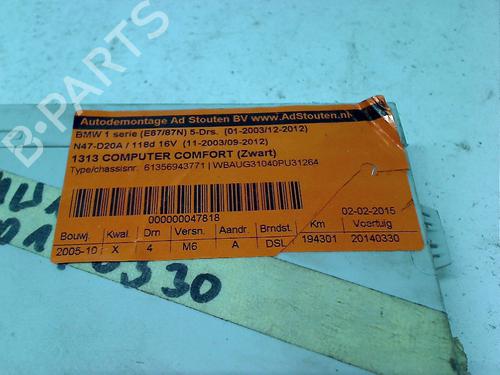 Autodemontage Ad Stouten BV www.AdStouten.nl
BMW 1 serie (E87/87N) 5-Drs. (01-2003/12-2012)
N47-D20A / 118d 16V (11-2003/09-2012)
1313 COMPUTER COMFORT (Zwart)
Type/chassisnr. 61356943771 | WBAUG31040PU31264
000000047818
02-02-2015
Bouwj. Kwal. Drn Versn. Aandr. Brndst. Km Voertuig
2005-10 X 4 M6 A DSL 194301 20140330
B-PARTS